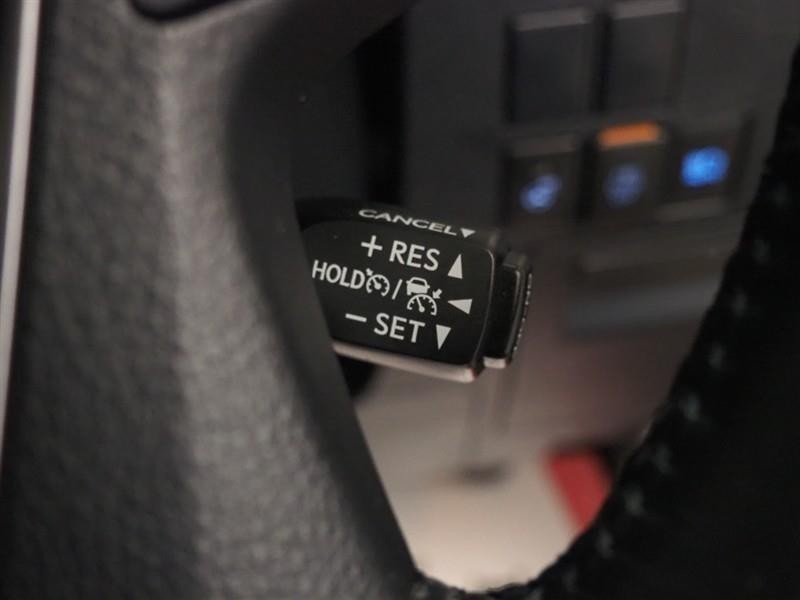 CANCEL▼
+ RES ▲
HOLD / ◀
− SET ▼